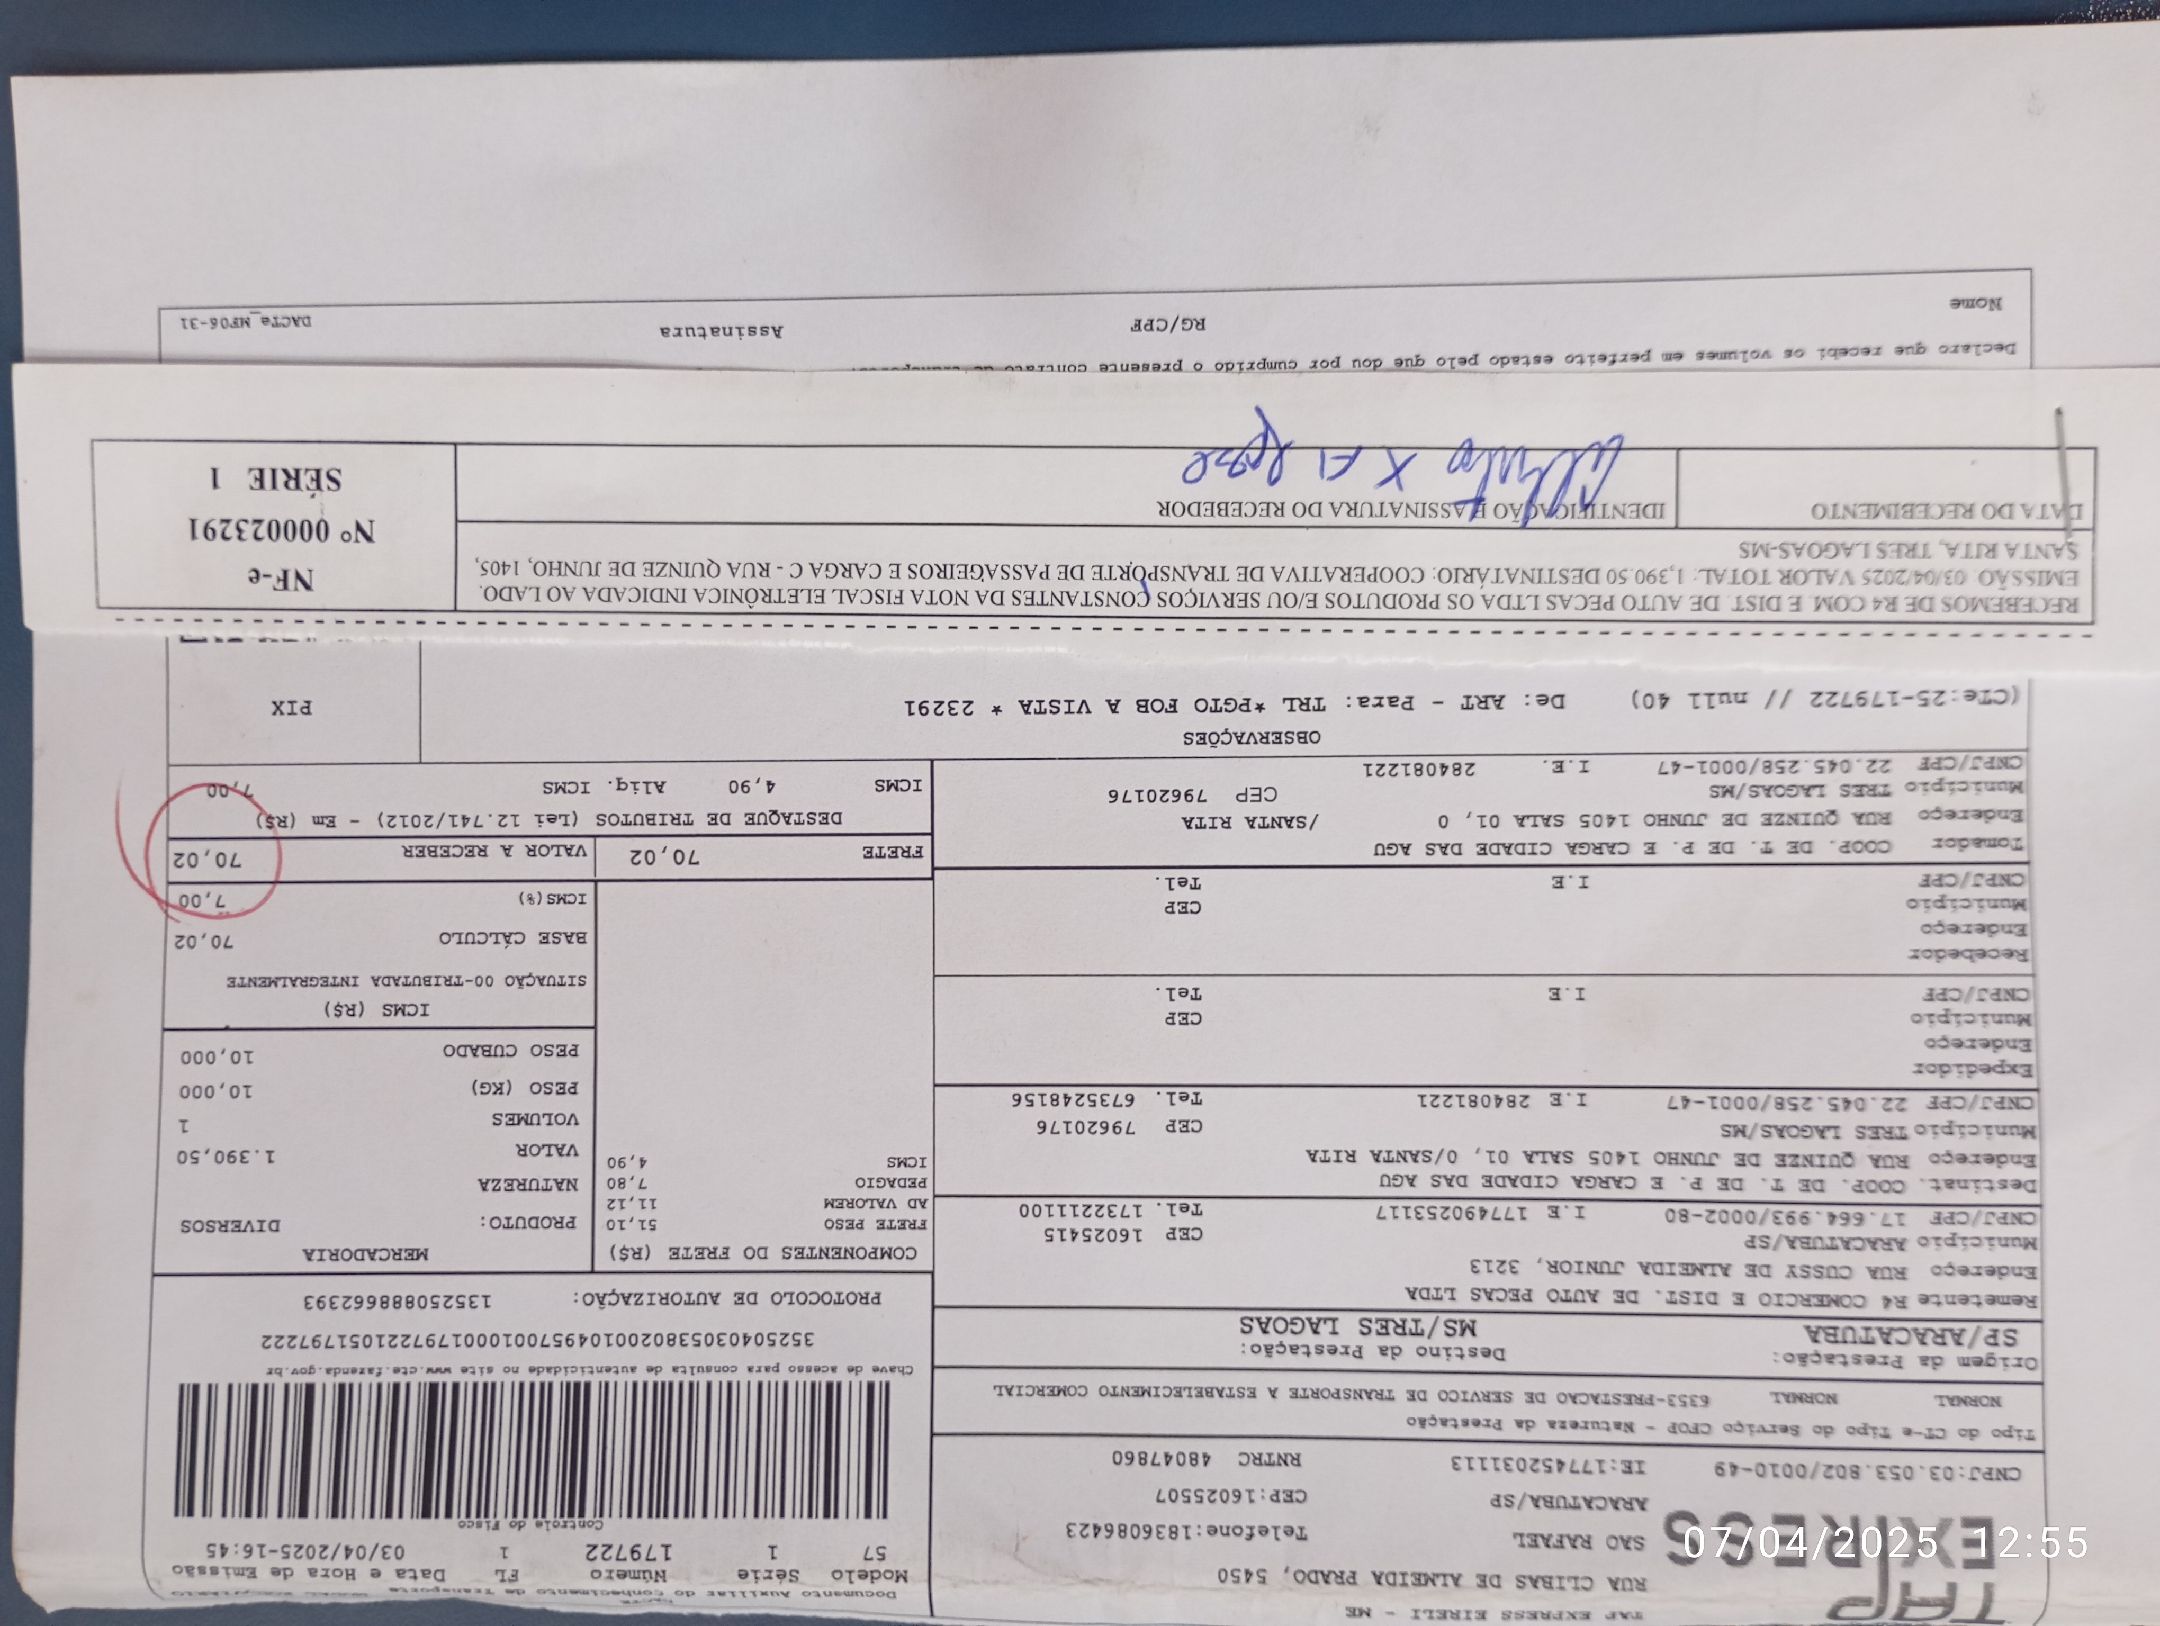 TAP
EXPRESS
TAP EXPRESS EIRELI - ME
RUA CLIBAS DE ALMEIDA PRADO, 5450
SAO RAFAEL Telefone:1836086423
ARACATUBA/SP CEP:16025507
CNPJ:03.053.802/0010-49 IE:177452031113 RNTRC 48047860
Documento Auxiliar do Conhecimento de Transporte
Modelo Série Número FL Data e Hora de Emissão
57 1 179722 1 03/04/2025-16:45
Controle do Fisco
Chave de acesso para consulta de autenticidade no site www.cte.fazenda.gov.br
35250403053802001049570010001797221051797222
PROTOCOLO DE AUTORIZAÇÃO: 135250888662393
Tipo do CT-e Tipo do Serviço CFOP - Natureza da Prestação
NORMAL NORMAL 6353-PRESTACAO DE SERVICO DE TRANSPORTE A ESTABELECIMENTO COMERCIAL
Origem da Prestação: Destino da Prestação:
SP/ARACATUBA MS/TRES LAGOAS
Remetente R4 COMERCIO E DIST. DE AUTO PECAS LTDA
Endereço RUA CUSSY DE ALMEIDA JUNIOR, 3213
Município ARACATUBA/SP CEP 16025415
CNPJ/CPF 17.664.993/0002-80 I.E 177490253117 Tel. 1732211100
Destinat. COOP. DE T. DE P. E CARGA CIDADE DAS AGU
Endereço RUA QUINZE DE JUNHO 1405 SALA 01, 0/SANTA RITA
Município TRES LAGOAS/MS CEP 79620176
CNPJ/CPF 22.045.258/0001-47 I.E 284081221 Tel. 6735248156
Expedidor
Endereço
Município CEP
CNPJ/CPF I.E Tel.
Recebedor
Endereço
Município CEP
CNPJ/CPF I.E Tel.
Tomador COOP. DE T. DE P. E CARGA CIDADE DAS AGU
Endereço RUA QUINZE DE JUNHO 1405 SALA 01, 0 /SANTA RITA
Município TRES LAGOAS/MS CEP 79620176
CNPJ/CPF 22.045.258/0001-47 I.E. 284081221
COMPONENTES DO FRETE (R$)
FRETE PESO 51,10
AD VALOREM 11,12
PEDAGIO 7,80
ICMS 4,90
MERCADORIA
PRODUTO: DIVERSOS
NATUREZA
VALOR 1.390,50
VOLUMES 1
PESO (KG) 10,000
PESO CUBADO 10,000
ICMS (R$)
SITUAÇÃO 00-TRIBUTADA INTEGRALMENTE
BASE CÁLCULO 70,02
ICMS(%) 7,00
FRETE 70,02 VALOR A RECEBER 70,02
DESTAQUE DE TRIBUTOS (Lei 12.741/2012) - Em (R$)
ICMS 4,90 Aliq. ICMS 7,00
OBSERVAÇÕES
(CTe:25-179722 // null 40) De: ART - Para: TRL *PGTO FOB A VISTA * 23291
PIX
RECEBEMOS DE R4 COM. E DIST. DE AUTO PECAS LTDA OS PRODUTOS E/OU SERVIÇOS CONSTANTES DA NOTA FISCAL ELETRÔNICA INDICADA AO LADO.
EMISSÃO: 03/04/2025 VALOR TOTAL: 1,390.50 DESTINATÁRIO: COOPERATIVA DE TRANSPORTE DE PASSAGEIROS E CARGA C - RUA QUINZE DE JUNHO, 1405,
SANTA RITA, TRES LAGOAS-MS
DATA DO RECEBIMENTO IDENTIFICAÇÃO E ASSINATURA DO RECEBEDOR
NF-e
Nº 000023291
SÉRIE 1
Declaro que recebi os volumes em perfeito estado pelo que dou por cumprido o presente contrato de transporte.
Nome RG/CPF Assinatura DACTe_MF06-31
07/04/2025 12:55